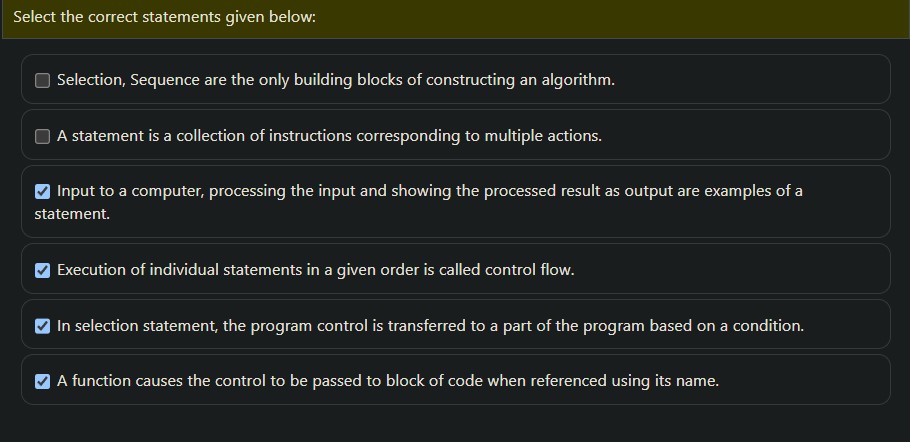 Select the correct statements given below:
Selection, Sequence are the only building blocks of constructing an algorithm.
A statement is a collection of instructions corresponding to multiple actions.
Input to a computer, processing the input and showing the processed result as output are examples of a
statement.
Execution of individual statements in a given order is called control flow.
In selection statement, the program control is transferred to a part of the program based on a condition.
A function causes the control to be passed to block of code when referenced using its name.